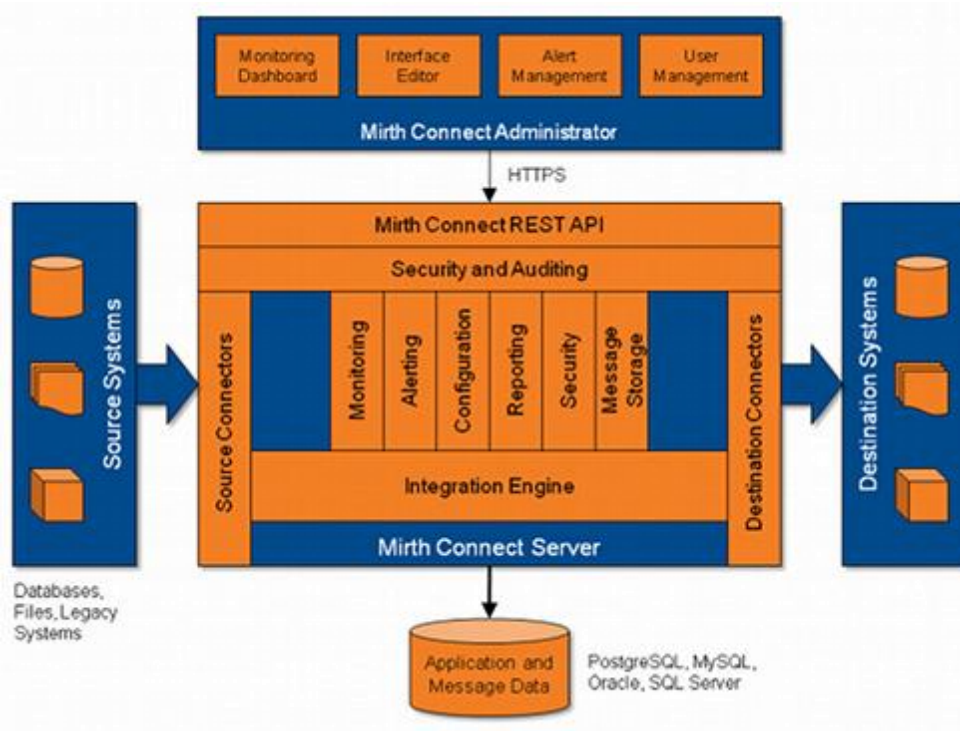 Monitoring
Dashboard
Interface
Editor
Alert
Management
User
Management
Mirth Connect Administrator
HTTPS
Mirth Connect REST API
Security and Auditing
Source Systems
Source Connectors
Monitoring
Alerting
Configuration
Reporting
Security
Message
Storage
Destination Connectors
Destination Systems
Integration Engine
Mirth Connect Server
Databases,
Files, Legacy
Systems
Application and
Message Data
PostgreSQL, MySQL,
Oracle, SQL Server